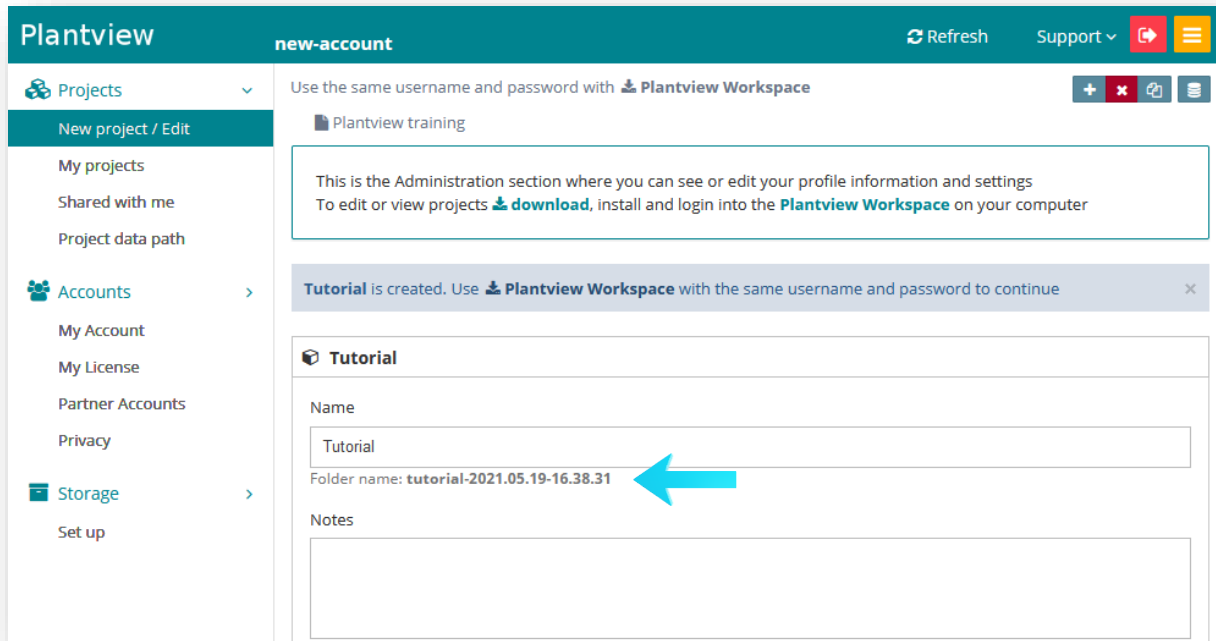 Plantview
new-account
Refresh
Support
Projects
New project / Edit
My projects
Shared with me
Project data path
Accounts
My Account
My License
Partner Accounts
Privacy
Storage
Set up
Use the same username and password with Plantview Workspace
Plantview training
This is the Administration section where you can see or edit your profile information and settings
To edit or view projects download, install and login into the Plantview Workspace on your computer
Tutorial is created. Use Plantview Workspace with the same username and password to continue
Tutorial
Name
Tutorial
Folder name: tutorial-2021.05.19-16.38.31
Notes